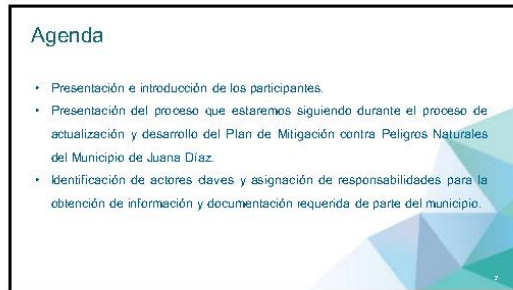 Agenda
• Presentación e introducción de los participantes.
• Presentación del proceso que estaremos siguiendo durante el proceso de
actualización y desarrollo del Plan de Mitigación contra Peligros Naturales
del Municipio de Juana Díaz.
• Identificación de actores claves y asignación de responsabilidades para la
obtención de información y documentación requerida de parte del municipio.